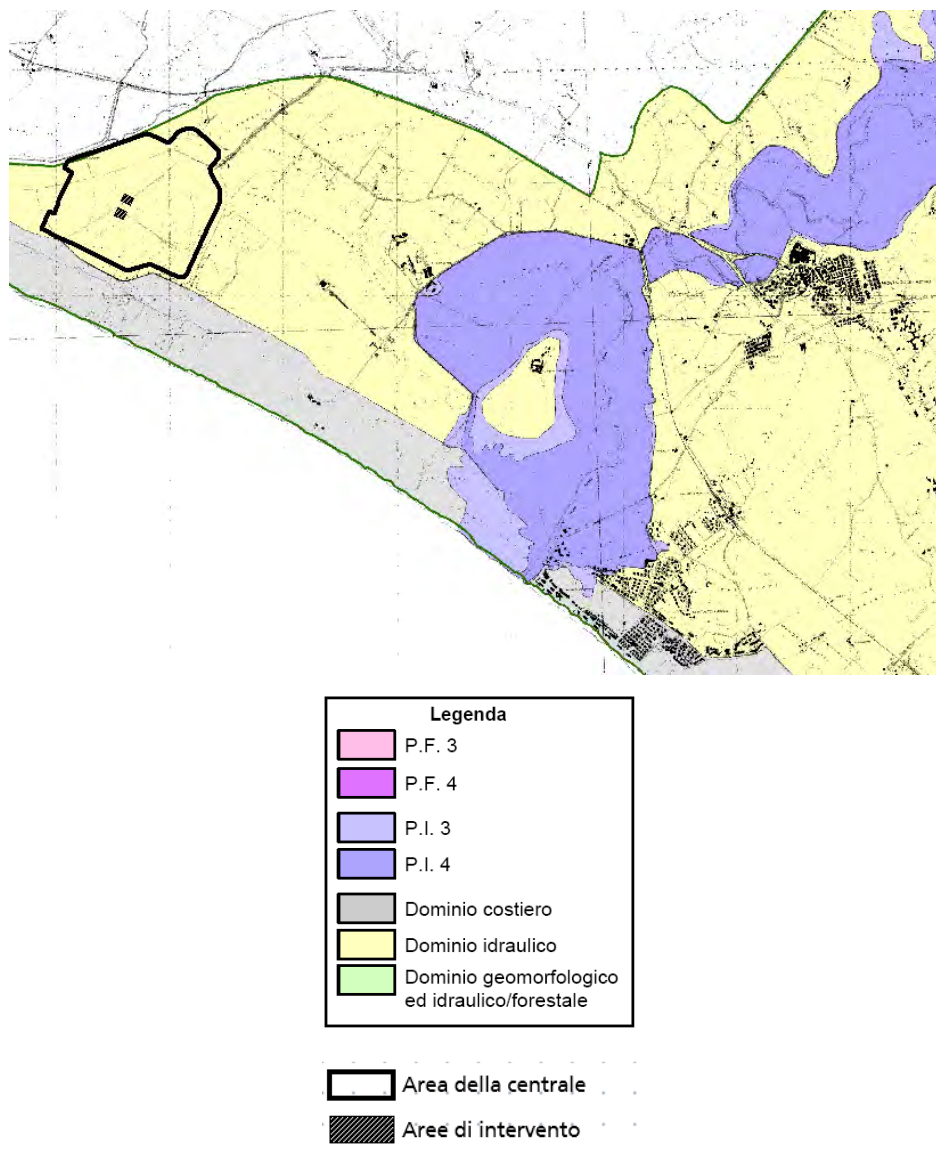 Legenda
P.F. 3
P.F. 4
P.I. 3
P.I. 4
Dominio costiero
Dominio idraulico
Dominio geomorfologico
ed idraulico/forestale
Area della centrale
Aree di intervento